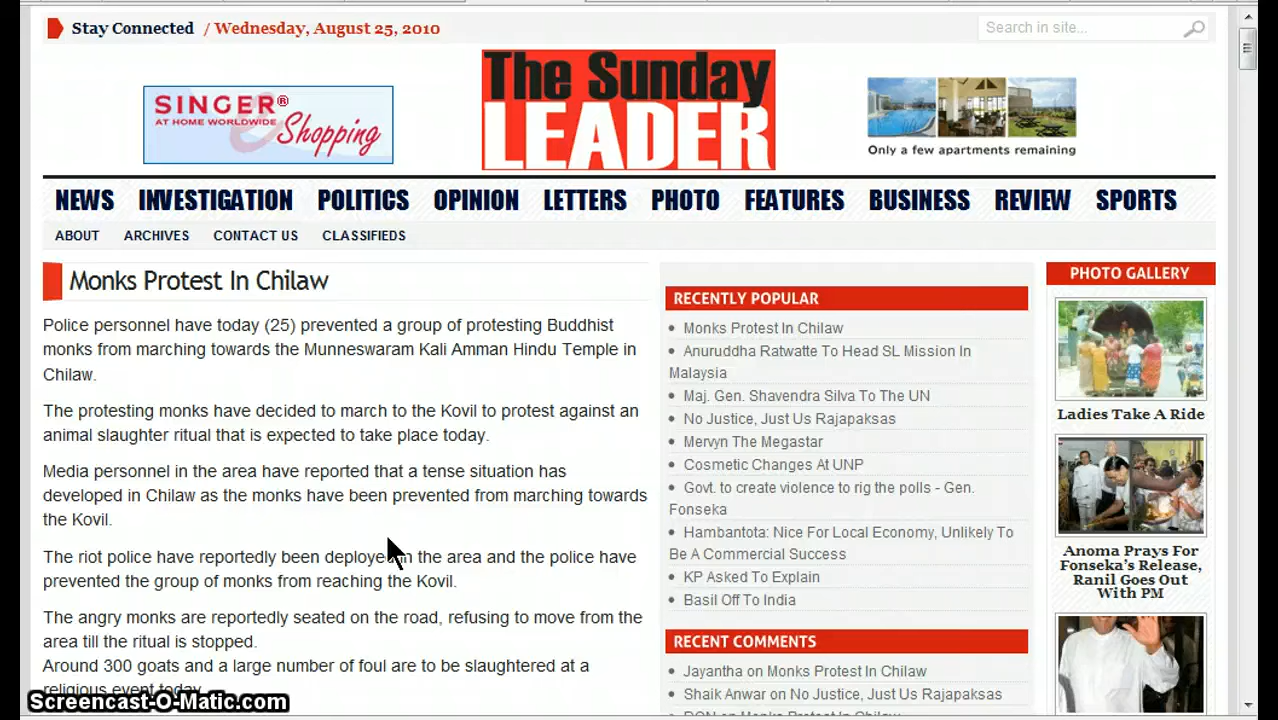 Stay Connected / Wednesday, August 25, 2010
Search in site...
SINGER®
AT HOME WORLDWIDE
e Shopping
The Sunday
LEADER
Only a few apartments remaining
NEWS INVESTIGATION POLITICS OPINION LETTERS PHOTO FEATURES BUSINESS REVIEW SPORTS
ABOUT ARCHIVES CONTACT US CLASSIFIEDS
Monks Protest In Chilaw
Police personnel have today (25) prevented a group of protesting Buddhist
monks from marching towards the Munneswaram Kali Amman Hindu Temple in
Chilaw.
The protesting monks have decided to march to the Kovil to protest against an
animal slaughter ritual that is expected to take place today.
Media personnel in the area have reported that a tense situation has
developed in Chilaw as the monks have been prevented from marching towards
the Kovil.
The riot police have reportedly been deployed in the area and the police have
prevented the group of monks from reaching the Kovil.
The angry monks are reportedly seated on the road, refusing to move from the
area till the ritual is stopped.
Around 300 goats and a large number of foul are to be slaughtered at a
religious event today
RECENTLY POPULAR
Monks Protest In Chilaw
Anuruddha Ratwatte To Head SL Mission In
Malaysia
Maj. Gen. Shavendra Silva To The UN
No Justice, Just Us Rajapaksas
Mervyn The Megastar
Cosmetic Changes At UNP
Govt. to create violence to rig the polls - Gen.
Fonseka
Hambantota: Nice For Local Economy, Unlikely To
Be A Commercial Success
KP Asked To Explain
Basil Off To India
RECENT COMMENTS
Jayantha on Monks Protest In Chilaw
Shaik Anwar on No Justice, Just Us Rajapaksas
DON on Monks Protest In Chilaw
PHOTO GALLERY
Ladies Take A Ride
Anoma Prays For
Fonseka's Release,
Ranil Goes Out
With PM
Screencast-O-Matic.com